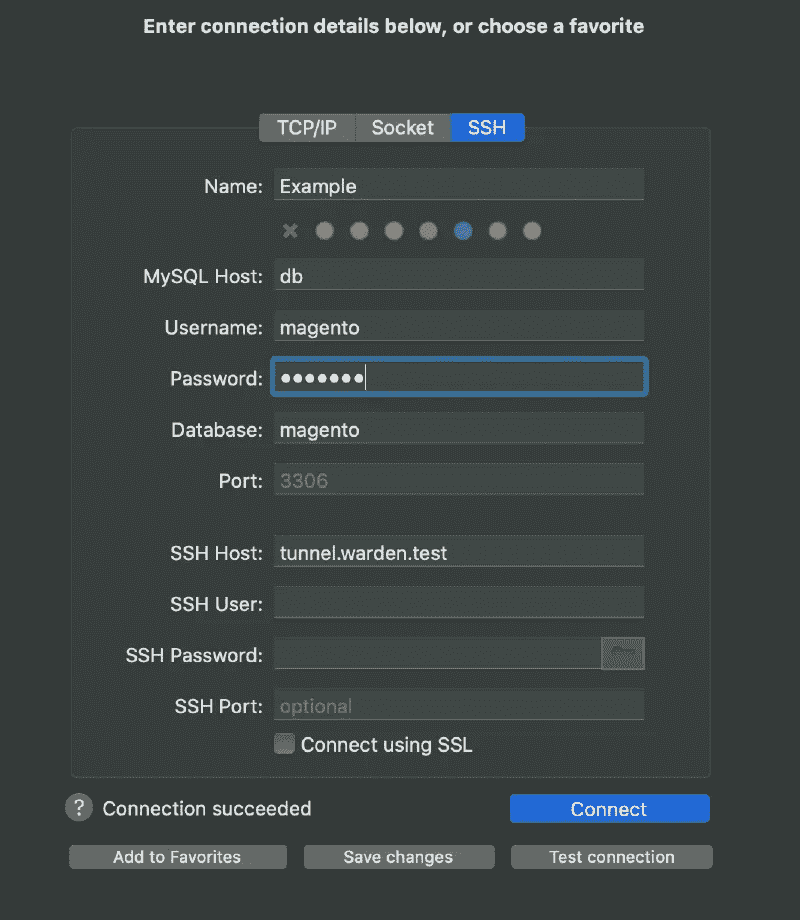 Enter connection details below, or choose a favorite
TCP/IP Socket SSH
Name: Example
MySQL Host: db
Username: magento
Password: •••••••
Database: magento
Port: 3306
SSH Host: tunnel.warden.test
SSH User:
SSH Password:
SSH Port: optional
Connect using SSL
? Connection succeeded Connect
Add to Favorites Save changes Test connection